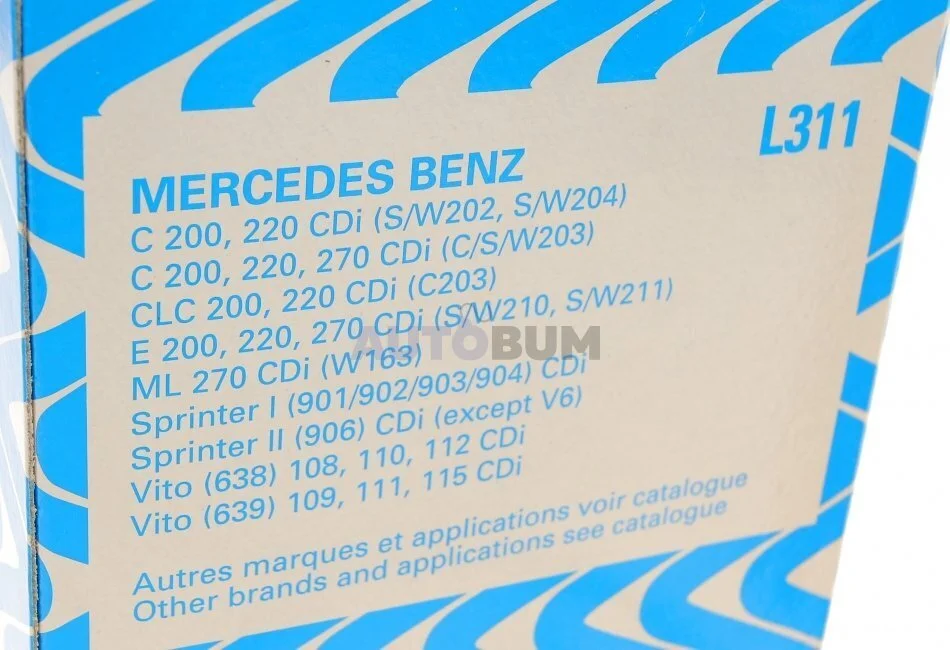 L311
MERCEDES BENZ
C 200, 220 CDi (S/W202, S/W204)
C 200, 220, 270 CDi (C/S/W203)
CLC 200, 220 CDi (C203)
E 200, 220, 270 CDi (S/W210, S/W211)
AUTOBUM
ML 270 CDi (W163)
Sprinter I (901/902/903/904) CDi
Sprinter II (906) CDi (except V6)
Vito (638) 108, 110, 112 CDi
Vito (639) 109, 111, 115 CDi
Autres marques et applications voir catalogue
Other brands and applications see catalogue